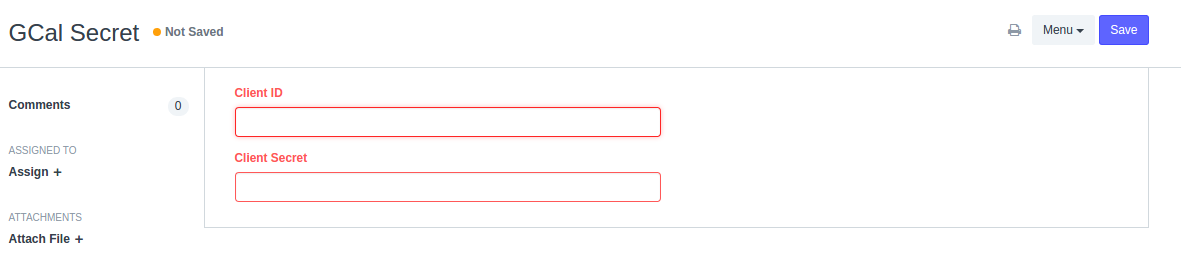 GCal Secret
Not Saved
Menu
Save
Comments
0
ASSIGNED TO
Assign +
ATTACHMENTS
Attach File +
Client ID
Client Secret